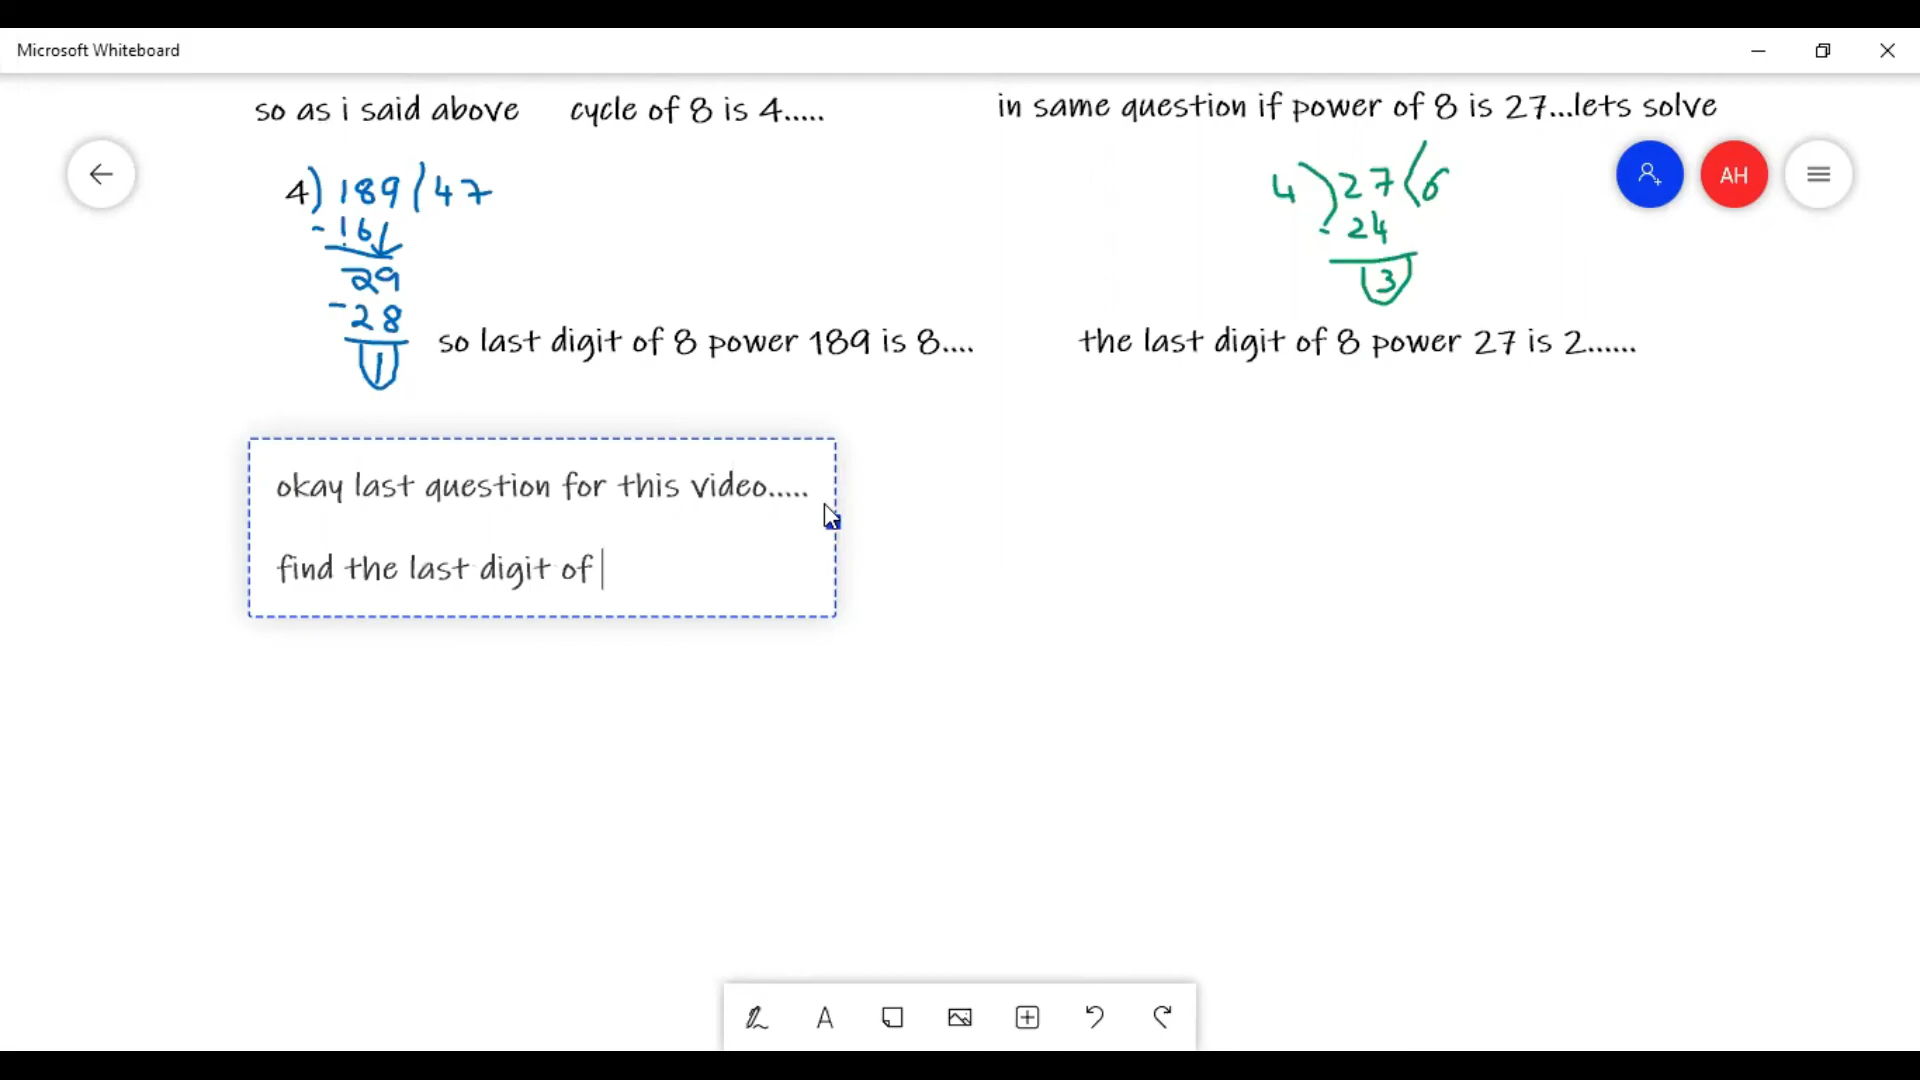 Microsoft Whiteboard
so as i said above cycle of 8 is 4.....
in same question if power of 8 is 27...lets solve
AH
4) 189 ( 47
- 16
29
- 28
1
so last digit of 8 power 189 is 8....
4 ) 27 ( 6
- 24
3
the last digit of 8 power 27 is 2......
okay last question for this video.....
find the last digit of
A